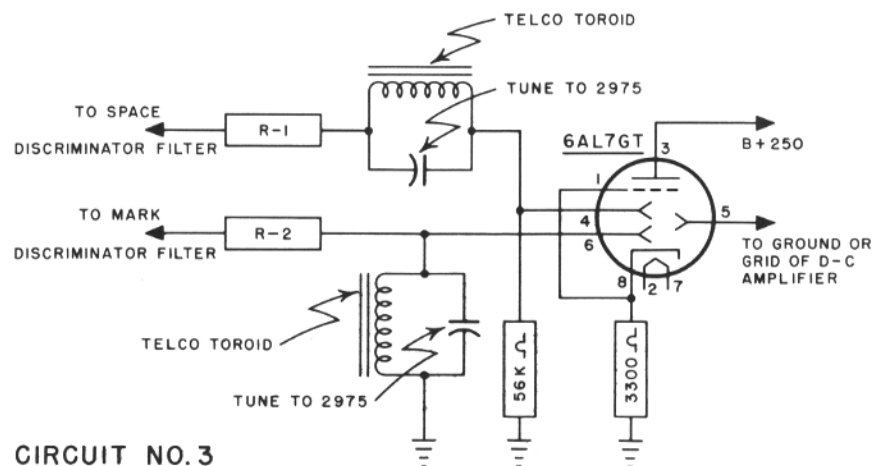 TELCO TOROID
TUNE TO 2975
TO SPACE
DISCRIMINATOR FILTER
R-1
6AL7GT
3
B+250
1
4
5
6
TO MARK
DISCRIMINATOR FILTER
R-2
TO GROUND OR
GRID OF D-C
AMPLIFIER
8
2
7
TELCO TOROID
TUNE TO 2975
56K
3300
CIRCUIT NO. 3